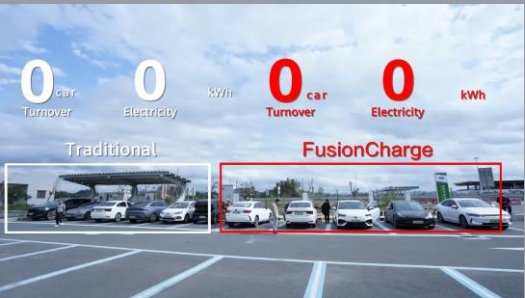 0 car 0 kWh 0 car 0 kWh
Turnover Electricity Turnover Electricity
Traditional FusionCharge